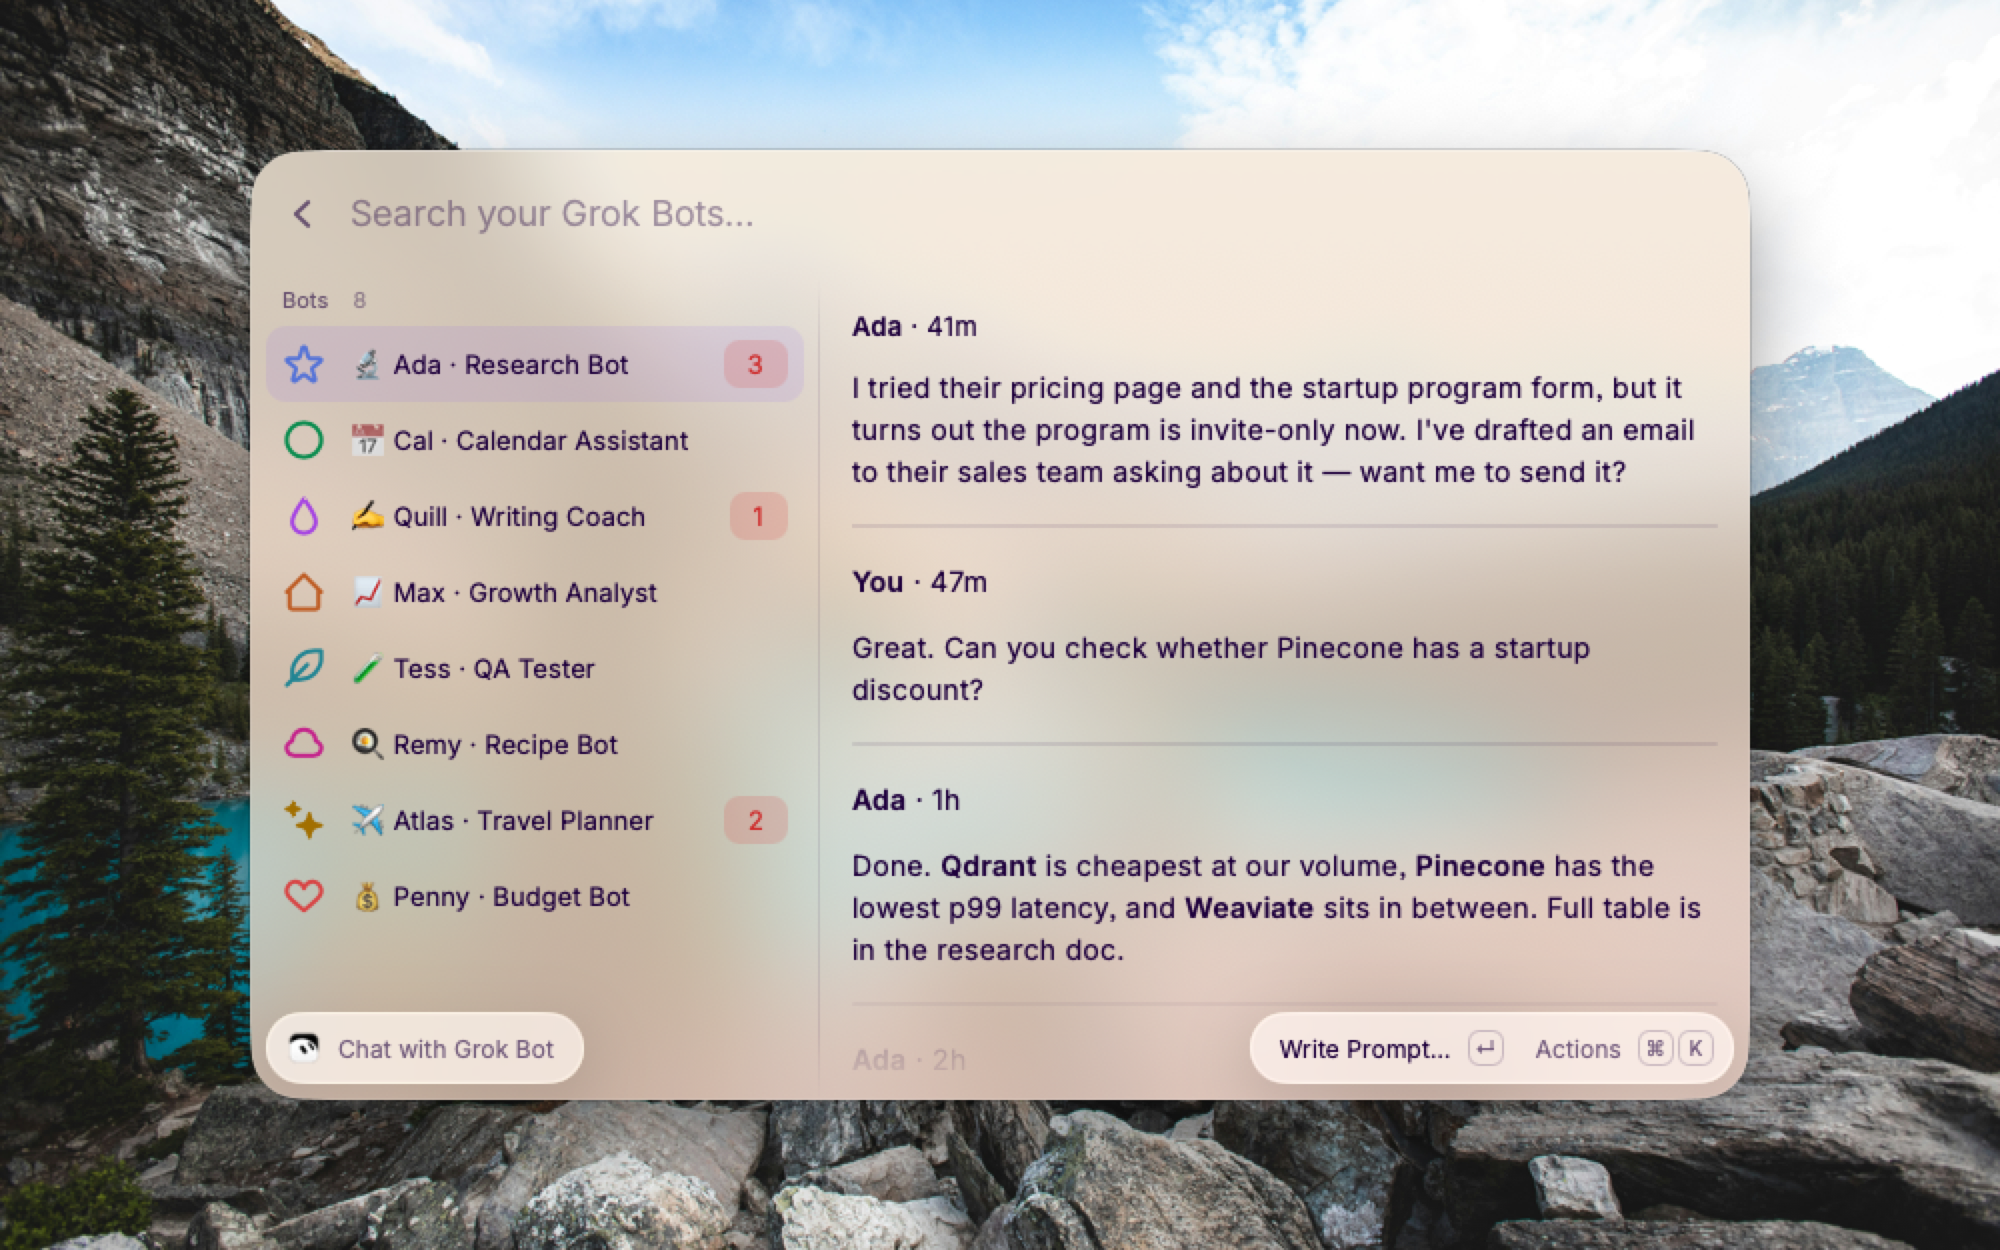 Search your Grok Bots...
Bots 8
Ada · Research Bot 3
17 Cal · Calendar Assistant
Quill · Writing Coach 1
Max · Growth Analyst
Tess · QA Tester
Remy · Recipe Bot
Atlas · Travel Planner 2
Penny · Budget Bot
Chat with Grok Bot
Ada · 41m
I tried their pricing page and the startup program form, but it
turns out the program is invite-only now. I've drafted an email
to their sales team asking about it — want me to send it?
You · 47m
Great. Can you check whether Pinecone has a startup
discount?
Ada · 1h
Done. Qdrant is cheapest at our volume, Pinecone has the
lowest p99 latency, and Weaviate sits in between. Full table is
in the research doc.
Ada · 2h
Write Prompt... ↵ Actions ⌘ K